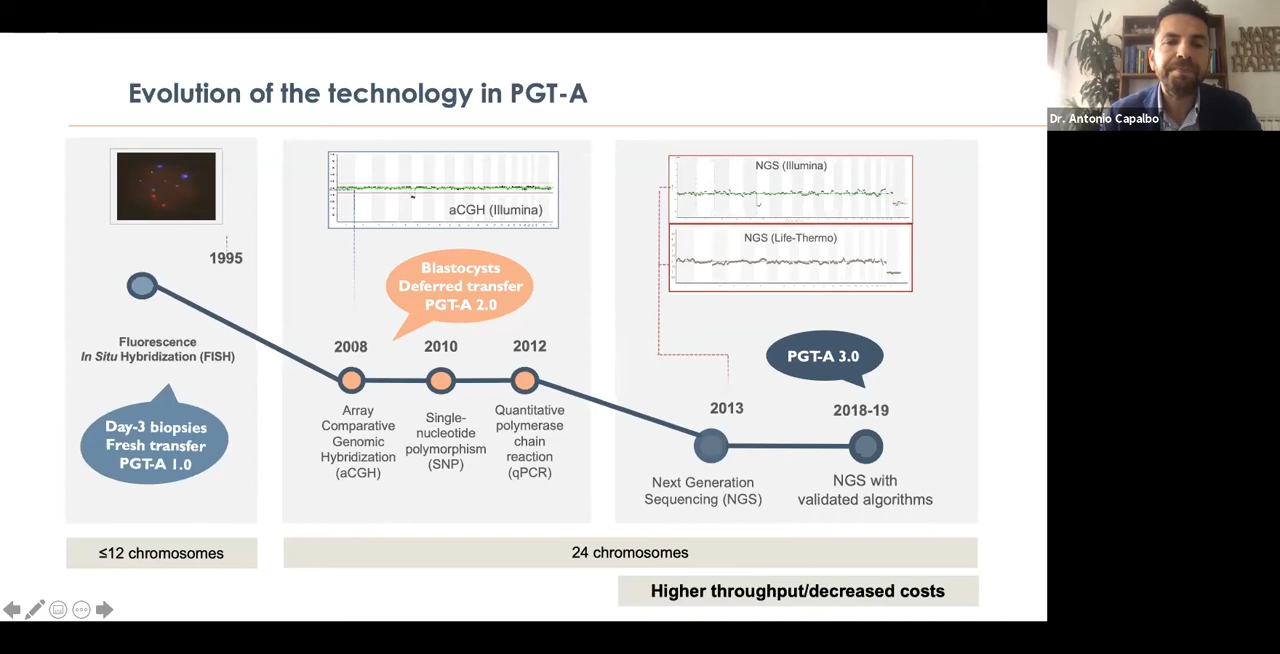 Evolution of the technology in PGT-A
Dr. Antonio Capalbo
MAKE
THIN
HAPPE
1995
Fluorescence
In Situ Hybridization (FISH)
Day-3 biopsies
Fresh transfer
PGT-A 1.0
≤12 chromosomes
aCGH (Illumina)
Blastocysts
Deferred transfer
PGT-A 2.0
2008
2010
2012
Array
Comparative
Genomic
Hybridization
(aCGH)
Single-
nucleotide
polymorphism
(SNP)
Quantitative
polymerase
chain
reaction
(qPCR)
NGS (Illumina)
NGS (Life-Thermo)
PGT-A 3.0
2013
2018-19
Next Generation
Sequencing (NGS)
NGS with
validated algorithms
24 chromosomes
Higher throughput/decreased costs